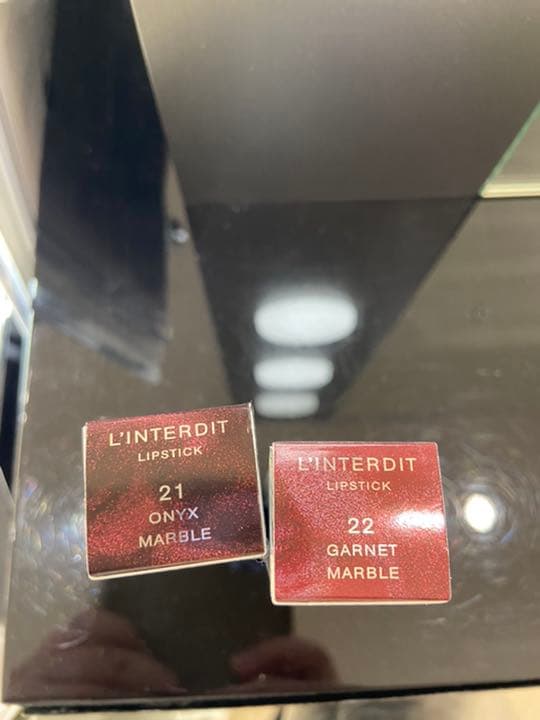 L'INTERDIT
LIPSTICK
21
ONYX
MARBLE
L'INTERDIT
LIPSTICK
22
GARNET
MARBLE